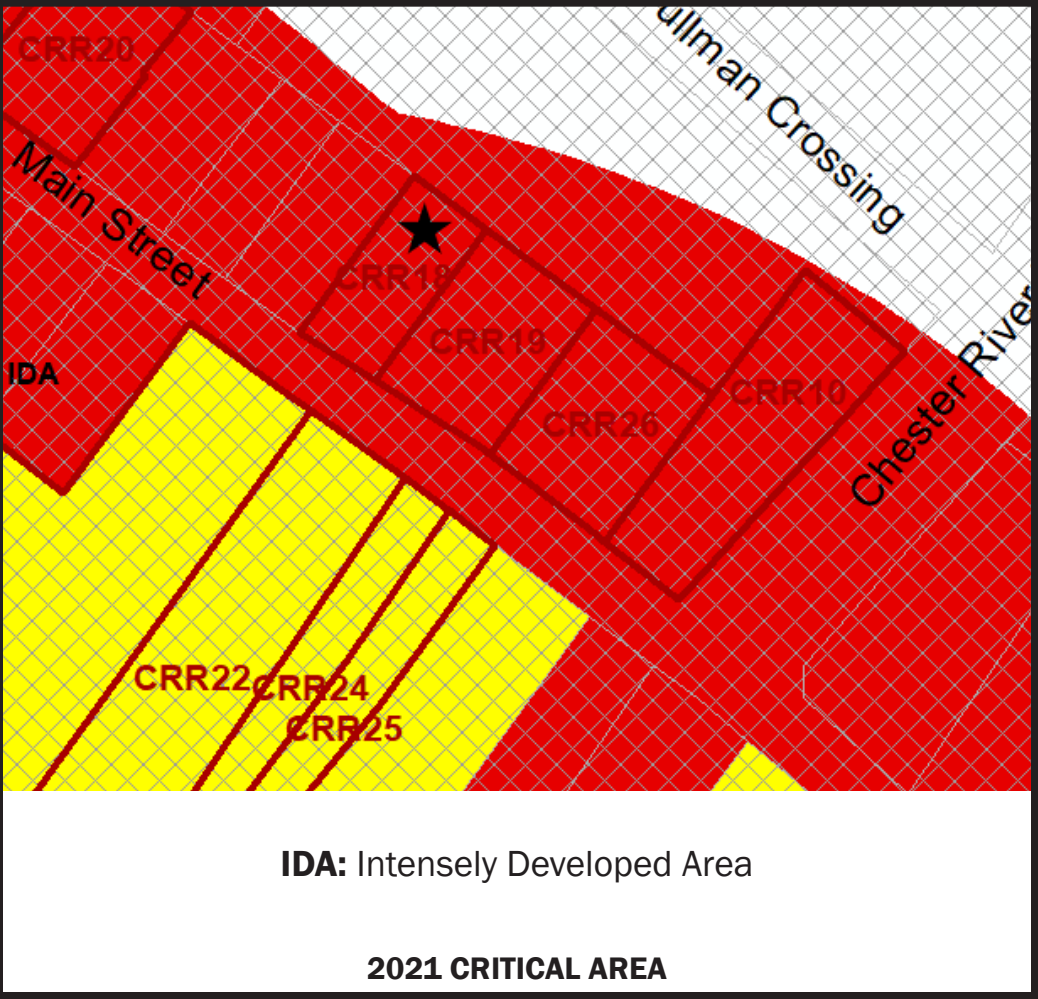 CRR20
ullman Crossing
Main Street
CRR18
CRR19
IDA
CRR10
CRR26
Chester River
CRR22
CRR24
CRR25
IDA: Intensely Developed Area
2021 CRITICAL AREA